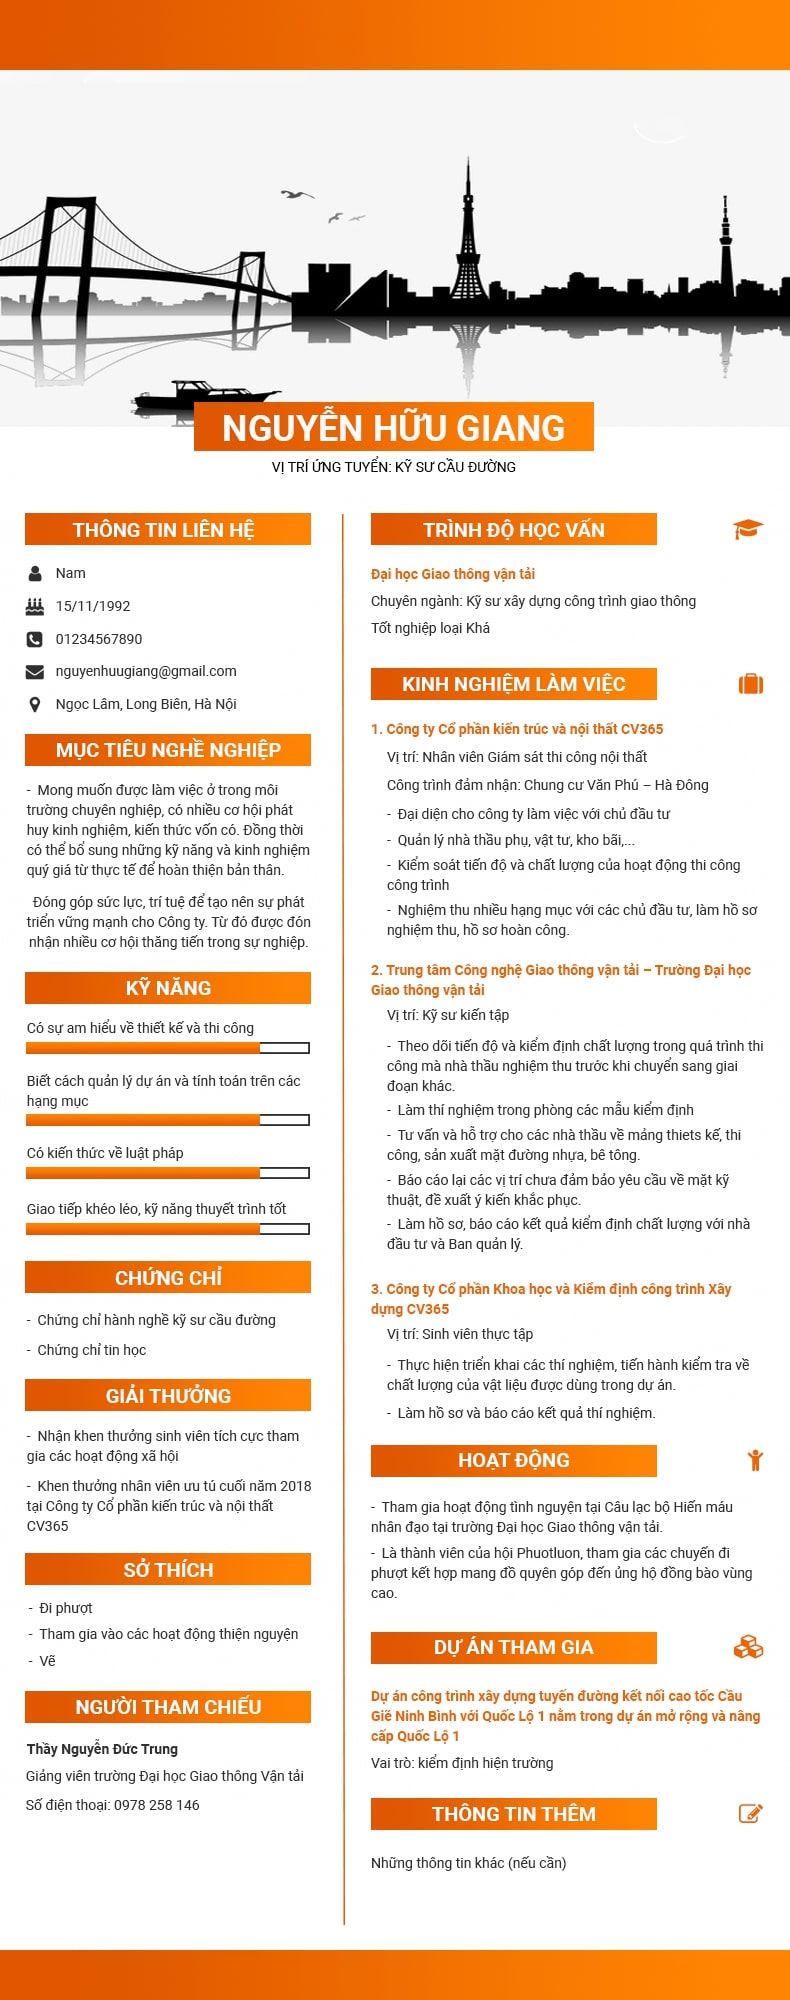 NGUYỄN HỮU GIANG
VỊ TRÍ ỨNG TUYỂN: KỸ SƯ CẦU ĐƯỜNG
THÔNG TIN LIÊN HỆ
Nam
15/11/1992
01234567890
nguyenhuugiang@gmail.com
Ngọc Lâm, Long Biên, Hà Nội
MỤC TIÊU NGHỀ NGHIỆP
- Mong muốn được làm việc ở trong môi
trường chuyên nghiệp, có nhiều cơ hội phát
huy kinh nghiệm, kiến thức vốn có. Đồng thời
có thể bổ sung những kỹ năng và kinh nghiệm
quý giá từ thực tế để hoàn thiện bản thân.
Đóng góp sức lực, trí tuệ để tạo nên sự phát
triển vững mạnh cho Công ty. Từ đó được đón
nhận nhiều cơ hội thăng tiến trong sự nghiệp.
KỸ NĂNG
Có sự am hiểu về thiết kế và thi công
Biết cách quản lý dự án và tính toán trên các
hạng mục
Có kiến thức về luật pháp
Giao tiếp khéo léo, kỹ năng thuyết trình tốt
CHỨNG CHỈ
- Chứng chỉ hành nghề kỹ sư cầu đường
- Chứng chỉ tin học
GIẢI THƯỞNG
- Nhận khen thưởng sinh viên tích cực tham
gia các hoạt động xã hội
- Khen thưởng nhân viên ưu tú cuối năm 2018
tại Công ty Cổ phần kiến trúc và nội thất
CV365
SỞ THÍCH
- Đi phượt
- Tham gia vào các hoạt động thiện nguyện
- Vẽ
NGƯỜI THAM CHIẾU
Thầy Nguyễn Đức Trung
Giảng viên trường Đại học Giao thông Vận tải
Số điện thoại: 0978 258 146
TRÌNH ĐỘ HỌC VẤN
Đại học Giao thông vận tải
Chuyên ngành: Kỹ sư xây dựng công trình giao thông
Tốt nghiệp loại Khá
KINH NGHIỆM LÀM VIỆC
1. Công ty Cổ phần kiến trúc và nội thất CV365
Vị trí: Nhân viên Giám sát thi công nội thất
Công trình đảm nhận: Chung cư Văn Phú – Hà Đông
- Đại diện cho công ty làm việc với chủ đầu tư
- Quản lý nhà thầu phụ, vật tư, kho bãi,...
- Kiểm soát tiến độ và chất lượng của hoạt động thi công
công trình
- Nghiệm thu nhiều hạng mục với các chủ đầu tư, làm hồ sơ
nghiệm thu, hồ sơ hoàn công.
2. Trung tâm Công nghệ Giao thông vận tải – Trường Đại học
Giao thông vận tải
Vị trí: Kỹ sư kiến tập
- Theo dõi tiến độ và kiểm định chất lượng trong quá trình thi
công mà nhà thầu nghiệm thu trước khi chuyển sang giai
đoạn khác.
- Làm thí nghiệm trong phòng các mẫu kiểm định
- Tư vấn và hỗ trợ cho các nhà thầu về mảng thiets kế, thi
công, sản xuất mặt đường nhựa, bê tông.
- Báo cáo lại các vị trí chưa đảm bảo yêu cầu về mặt kỹ
thuật, đề xuất ý kiến khắc phục.
- Làm hồ sơ, báo cáo kết quả kiểm định chất lượng với nhà
đầu tư và Ban quản lý.
3. Công ty Cổ phần Khoa học và Kiểm định công trình Xây
dựng CV365
Vị trí: Sinh viên thực tập
- Thực hiện triển khai các thí nghiệm, tiến hành kiểm tra về
chất lượng của vật liệu được dùng trong dự án.
- Làm hồ sơ và báo cáo kết quả thí nghiệm.
HOẠT ĐỘNG
- Tham gia hoạt động tình nguyện tại Câu lạc bộ Hiến máu
nhân đạo tại trường Đại học Giao thông vận tải.
- Là thành viên của hội Phuotluon, tham gia các chuyến đi
phượt kết hợp mang đồ quyên góp đến ủng hộ đồng bào vùng
cao.
DỰ ÁN THAM GIA
Dự án công trình xây dựng tuyến đường kết nối cao tốc Cầu
Giẽ Ninh Bình với Quốc Lộ 1 nằm trong dự án mở rộng và nâng
cấp Quốc Lộ 1
Vai trò: kiểm định hiện trường
THÔNG TIN THÊM
Những thông tin khác (nếu cần)